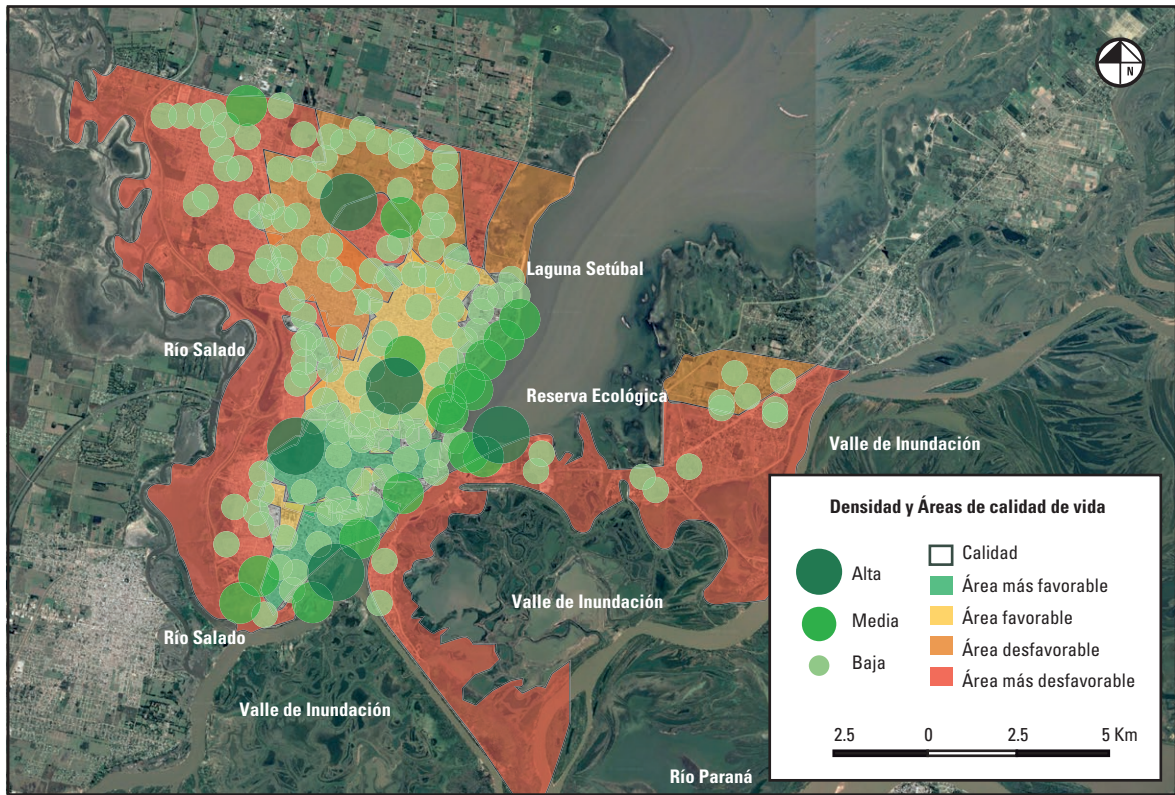 N
Laguna Setúbal
Río Salado
Reserva Ecológica
Valle de Inundación
Densidad y Áreas de calidad de vida
Alta
Media
Baja
Calidad
Área más favorable
Área favorable
Área desfavorable
Área más desfavorable
2.5 0 2.5 5 Km
Valle de Inundación
Río Salado
Valle de Inundación
Río Paraná